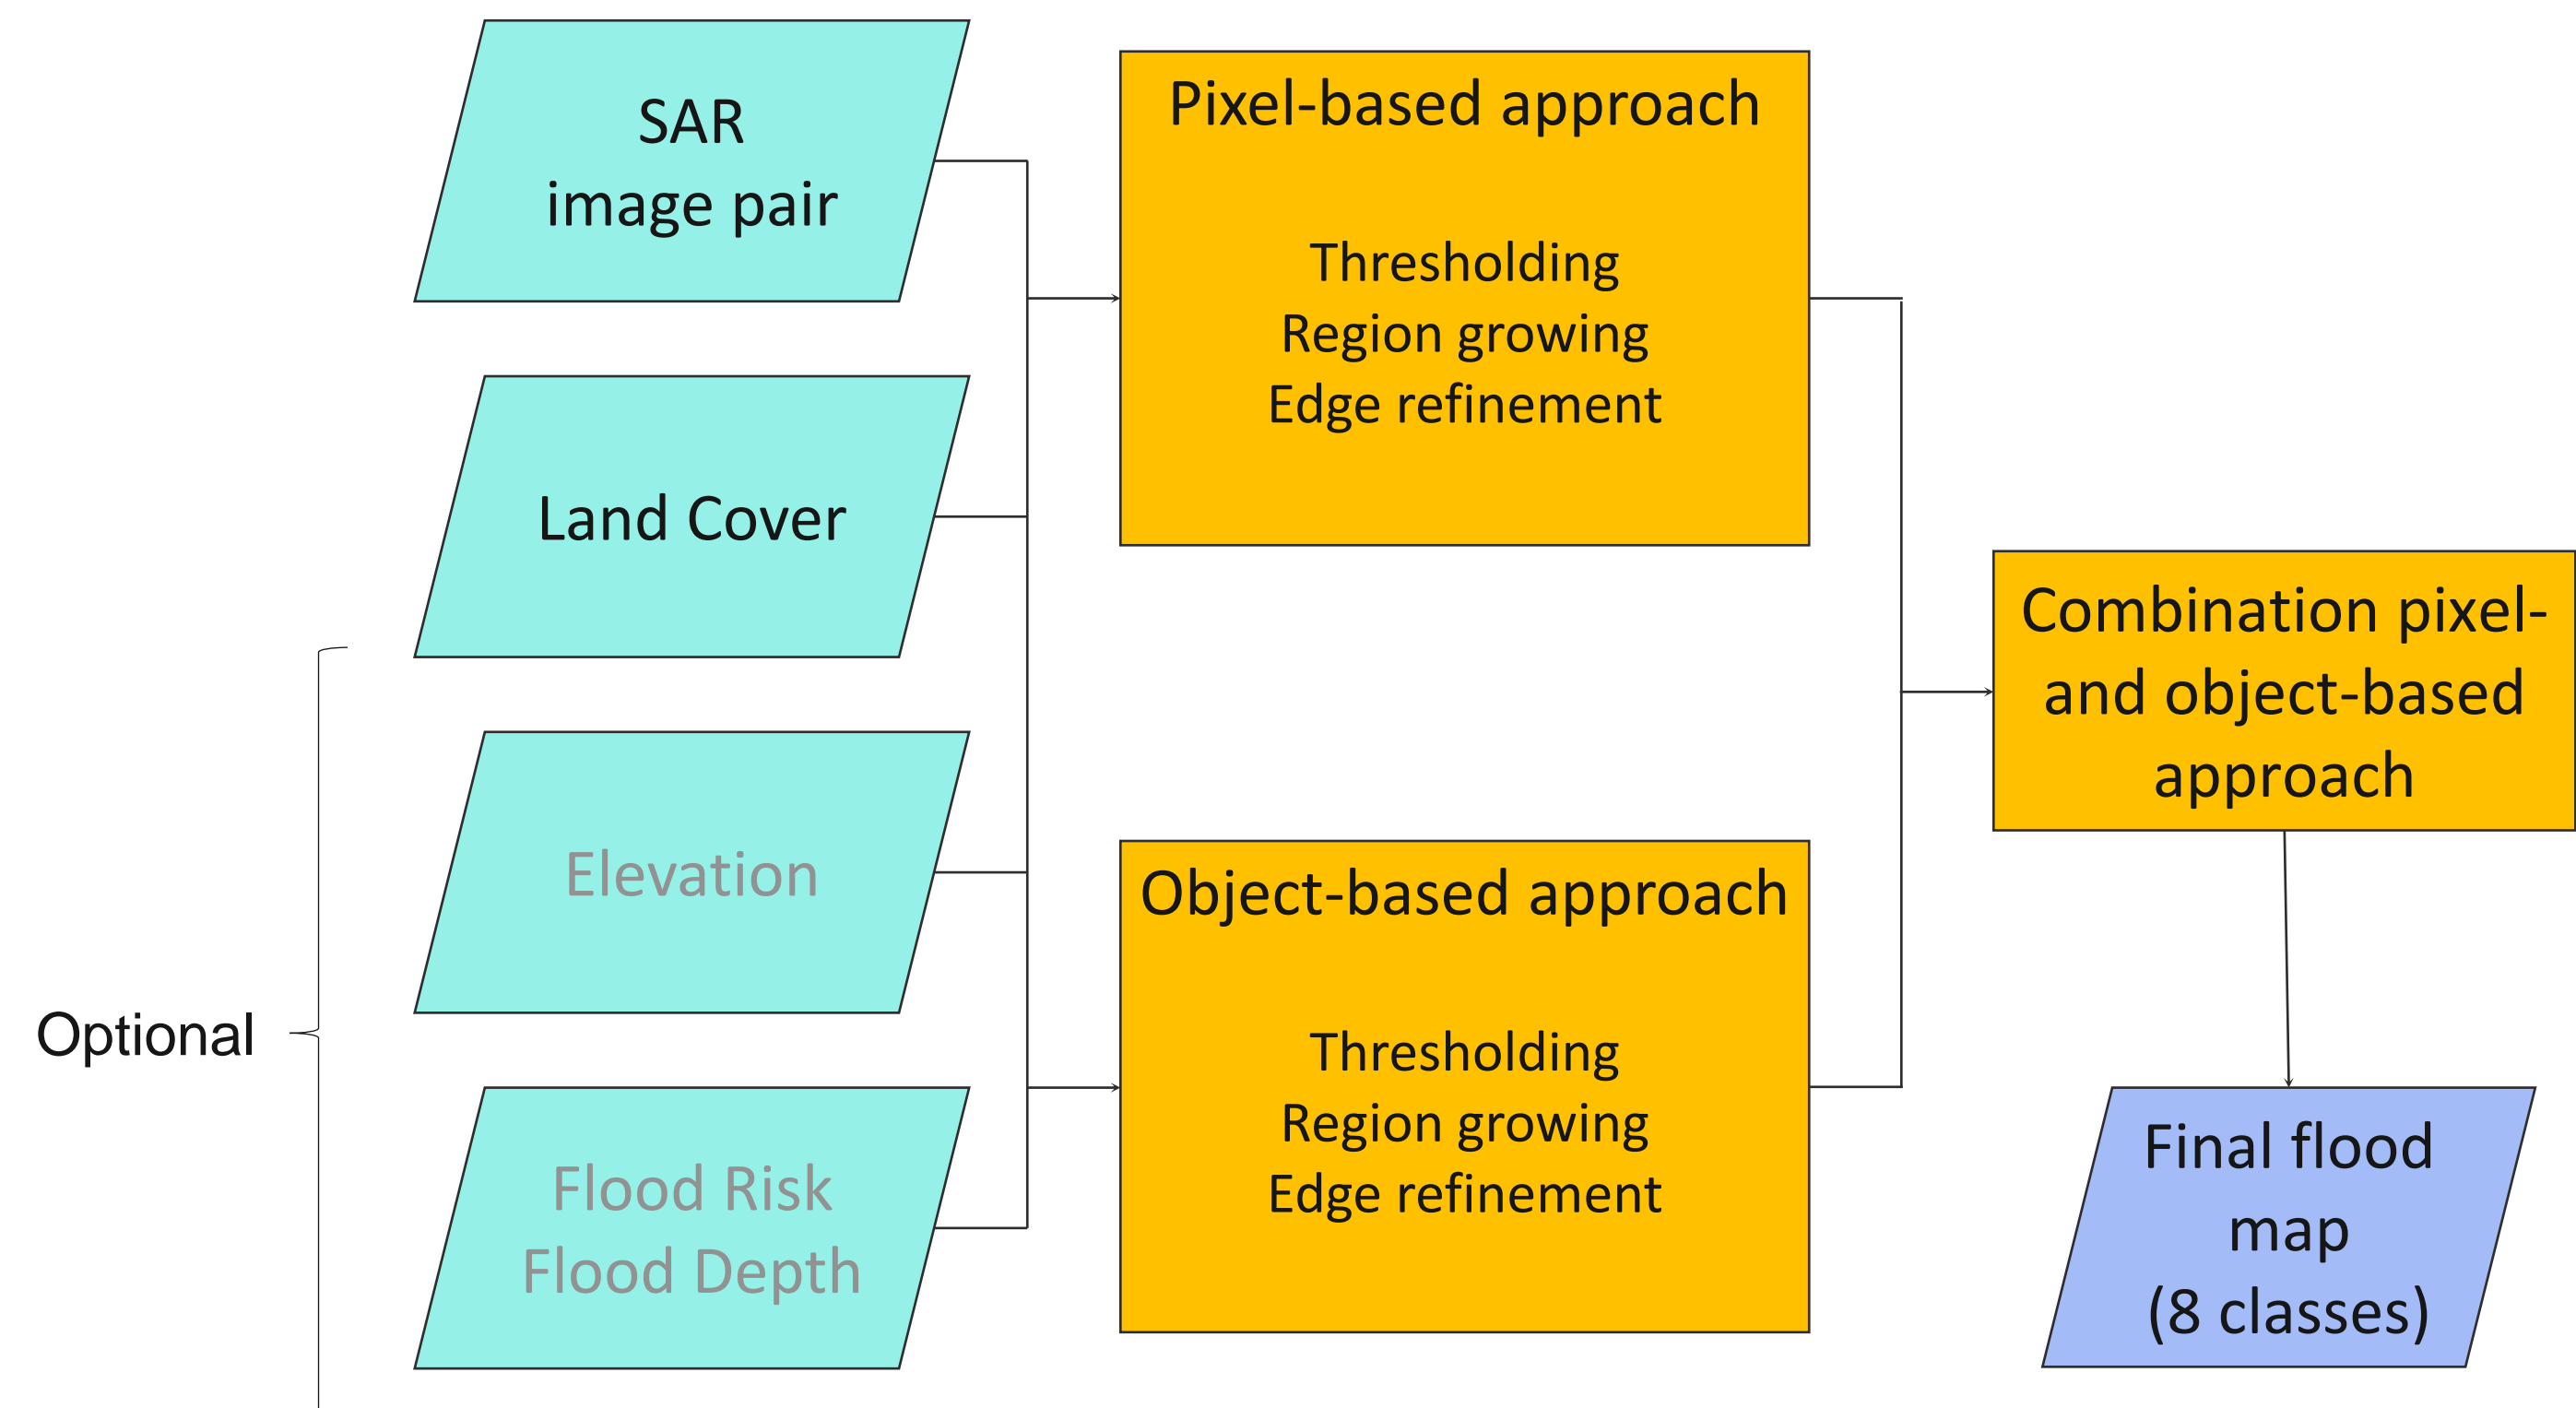 SAR
image pair
Land Cover
Optional
Elevation
Flood Risk
Flood Depth
Pixel-based approach
Thresholding
Region growing
Edge refinement
Object-based approach
Thresholding
Region growing
Edge refinement
Combination pixel-
and object-based
approach
Final flood
map
(8 classes)